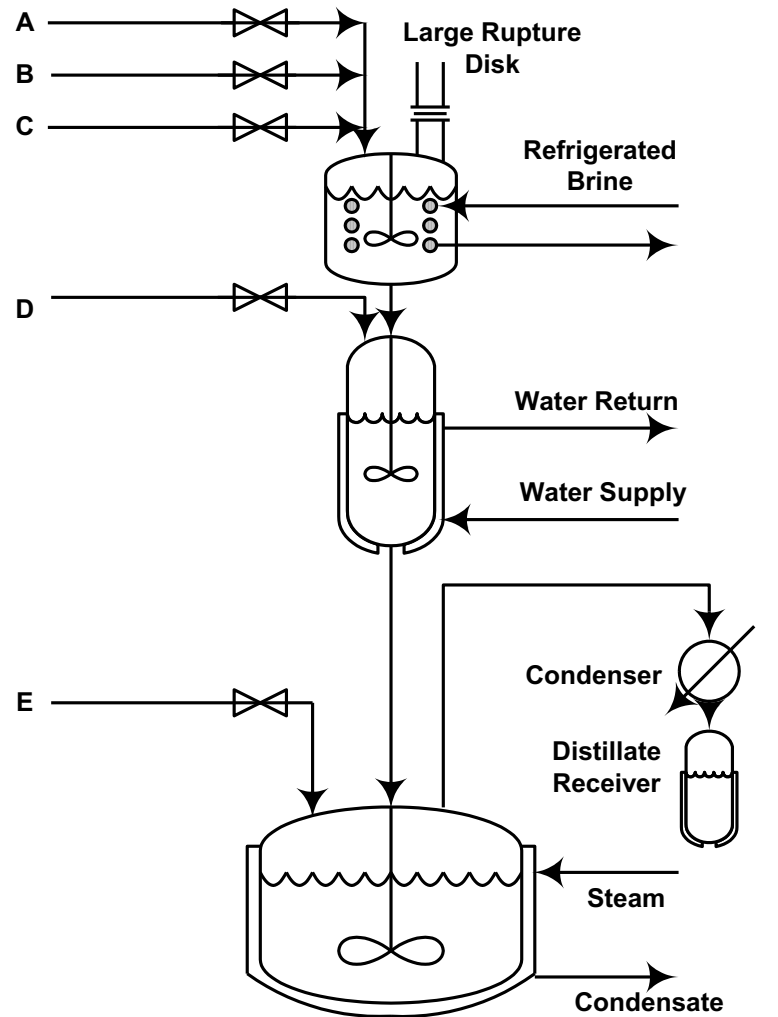 A
Large Rupture
Disk
B
C
Refrigerated
Brine
D
Water Return
Water Supply
Condenser
E
Distillate
Receiver
Steam
Condensate